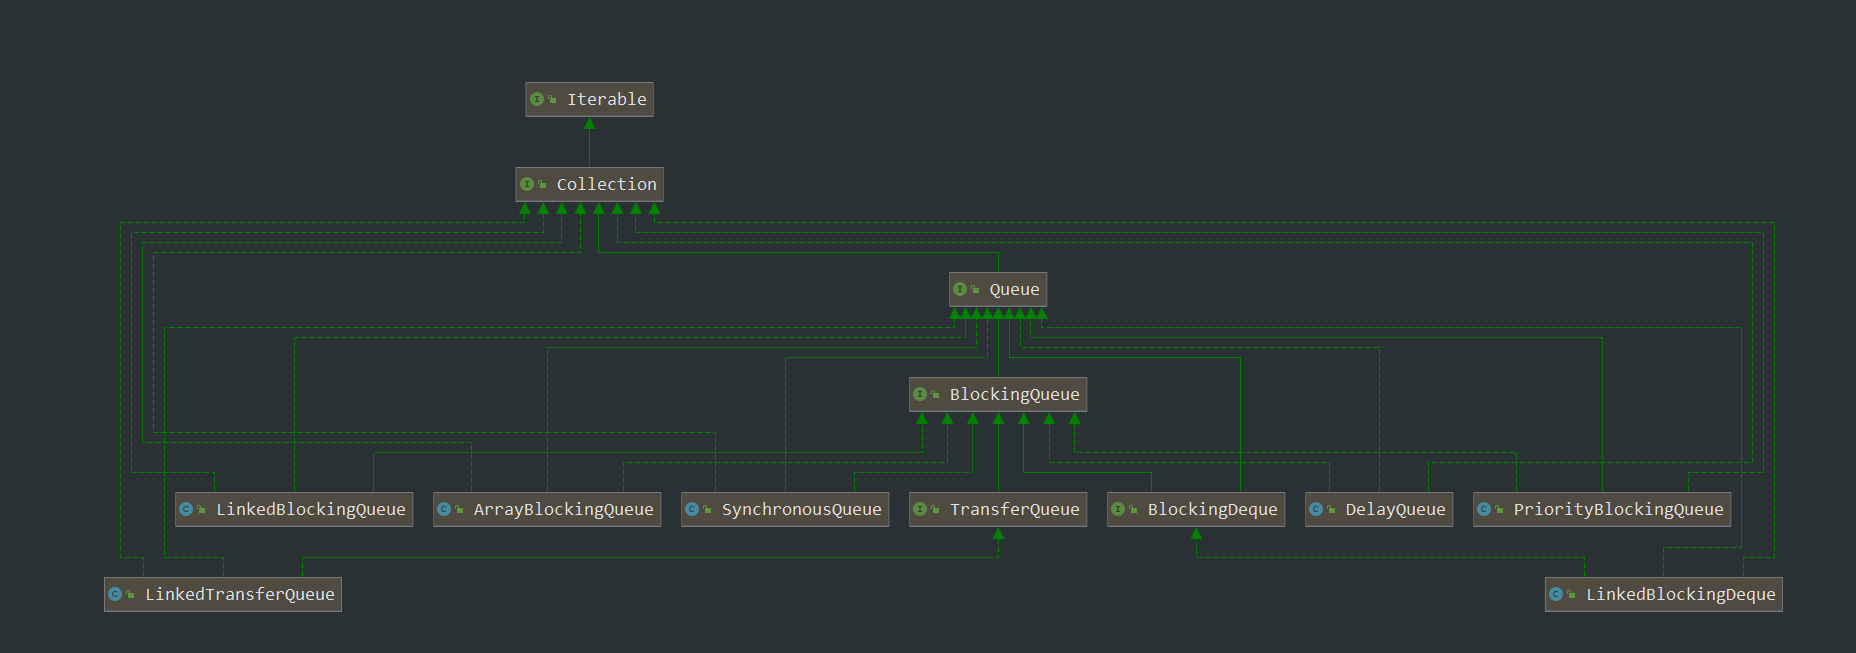 Iterable
Collection
Queue
BlockingQueue
LinkedBlockingQueue
ArrayBlockingQueue
SynchronousQueue
TransferQueue
BlockingDeque
DelayQueue
PriorityBlockingQueue
LinkedTransferQueue
LinkedBlockingDeque